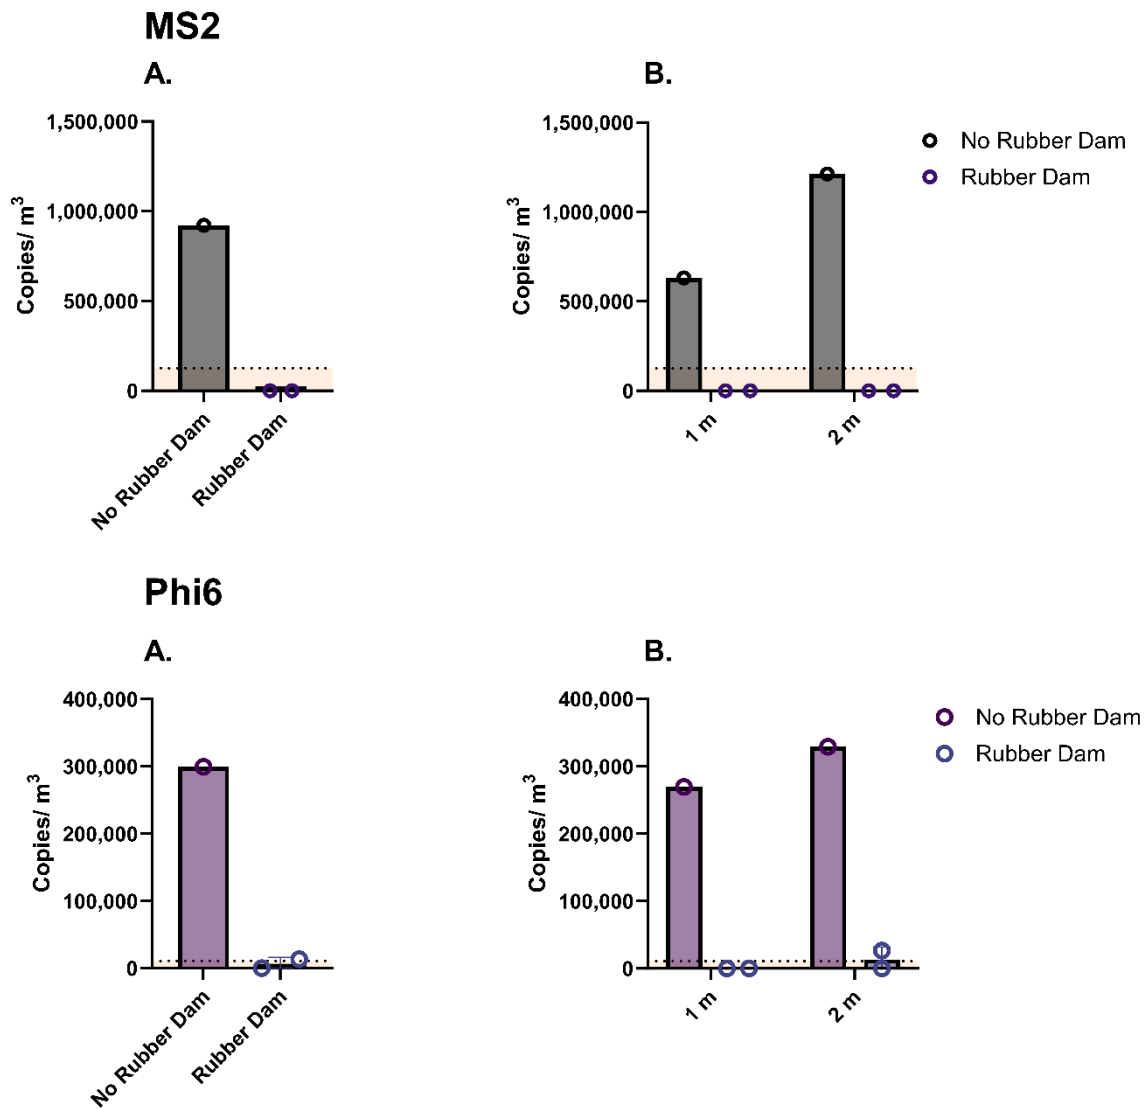 MS2
A.
1,500,000
1,000,000
500,000
0
Copies/ m³
No Rubber Dam
Rubber Dam
B.
1,500,000
1,000,000
500,000
0
Copies/ m³
1 m
2 m
No Rubber Dam
Rubber Dam
Phi6
A.
400,000
300,000
200,000
100,000
0
Copies/ m³
No Rubber Dam
Rubber Dam
B.
400,000
300,000
200,000
100,000
0
Copies/ m³
1 m
2 m
No Rubber Dam
Rubber Dam